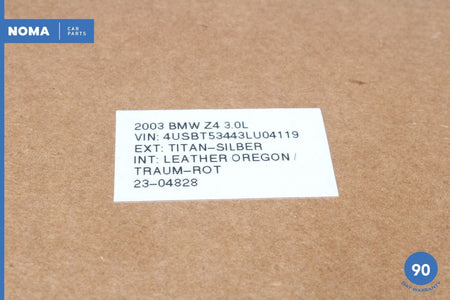 NOMA CAR PARTS
2003 BMW Z4 3.0L
VIN: 4USBT53443LU04119
EXT: TITAN-SILBER
INT: LEATHER OREGON /
TRAUM-ROT
23-04828
90
DAY WARRANTY